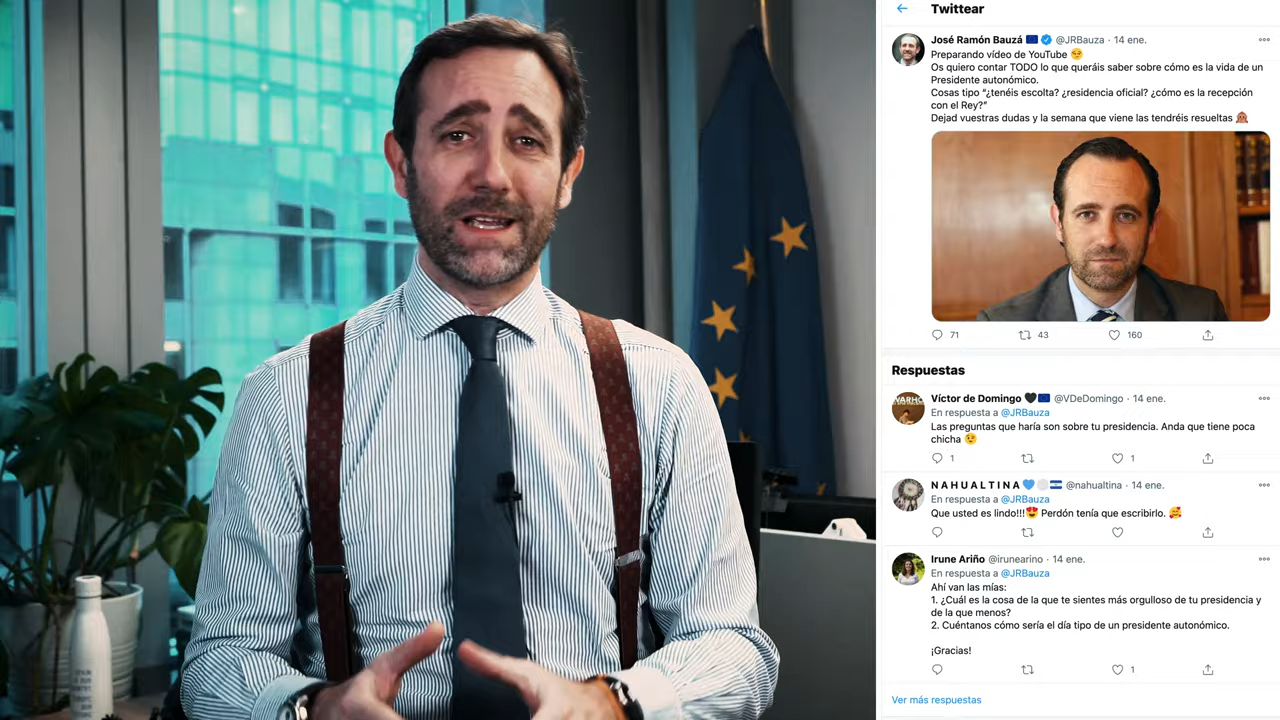 Twittear
José Ramón Bauzá @JRBauza · 14 ene.
Preparando vídeo de YouTube
Os quiero contar TODO lo que queráis saber sobre cómo es la vida de un
Presidente autonómico.
Cosas tipo “¿tenéis escolta? ¿residencia oficial? ¿cómo es la recepción
con el Rey?”
Dejad vuestras dudas y la semana que viene las tendréis resueltas
71 43 160
Respuestas
Víctor de Domingo @VDeDomingo · 14 ene.
En respuesta a @JRBauza
Las preguntas que haría son sobre tu presidencia. Anda que tiene poca
chicha
1 1
N A H U A L T I N A @nahualtina · 14 ene.
En respuesta a @JRBauza
Que usted es lindo!!! Perdón tenía que escribirlo.
Irune Ariño @irunearino · 14 ene.
En respuesta a @JRBauza
Ahí van las mías:
1. ¿Cuál es la cosa de la que te sientes más orgulloso de tu presidencia y
de la que menos?
2. Cuéntanos cómo sería el día tipo de un presidente autonómico.
¡Gracias!
1
Ver más respuestas